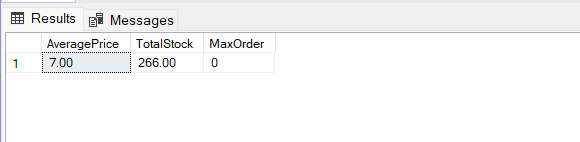 Results Messages
AveragePrice TotalStock MaxOrder
1 7.00 266.00 0